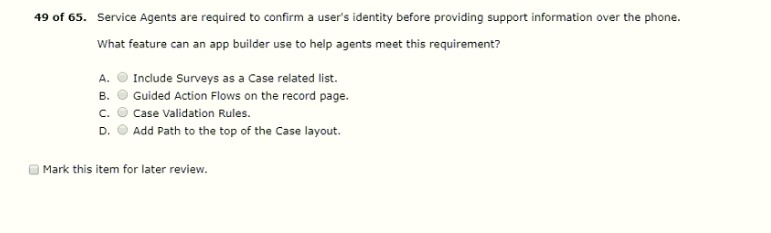 49 of 65. Service Agents are required to confirm a user's identity before providing support information over the phone.
What feature can an app builder use to help agents meet this requirement?
A. Include Surveys as a Case related list.
B. Guided Action Flows on the record page.
C. Case Validation Rules.
D. Add Path to the top of the Case layout.
Mark this item for later review.